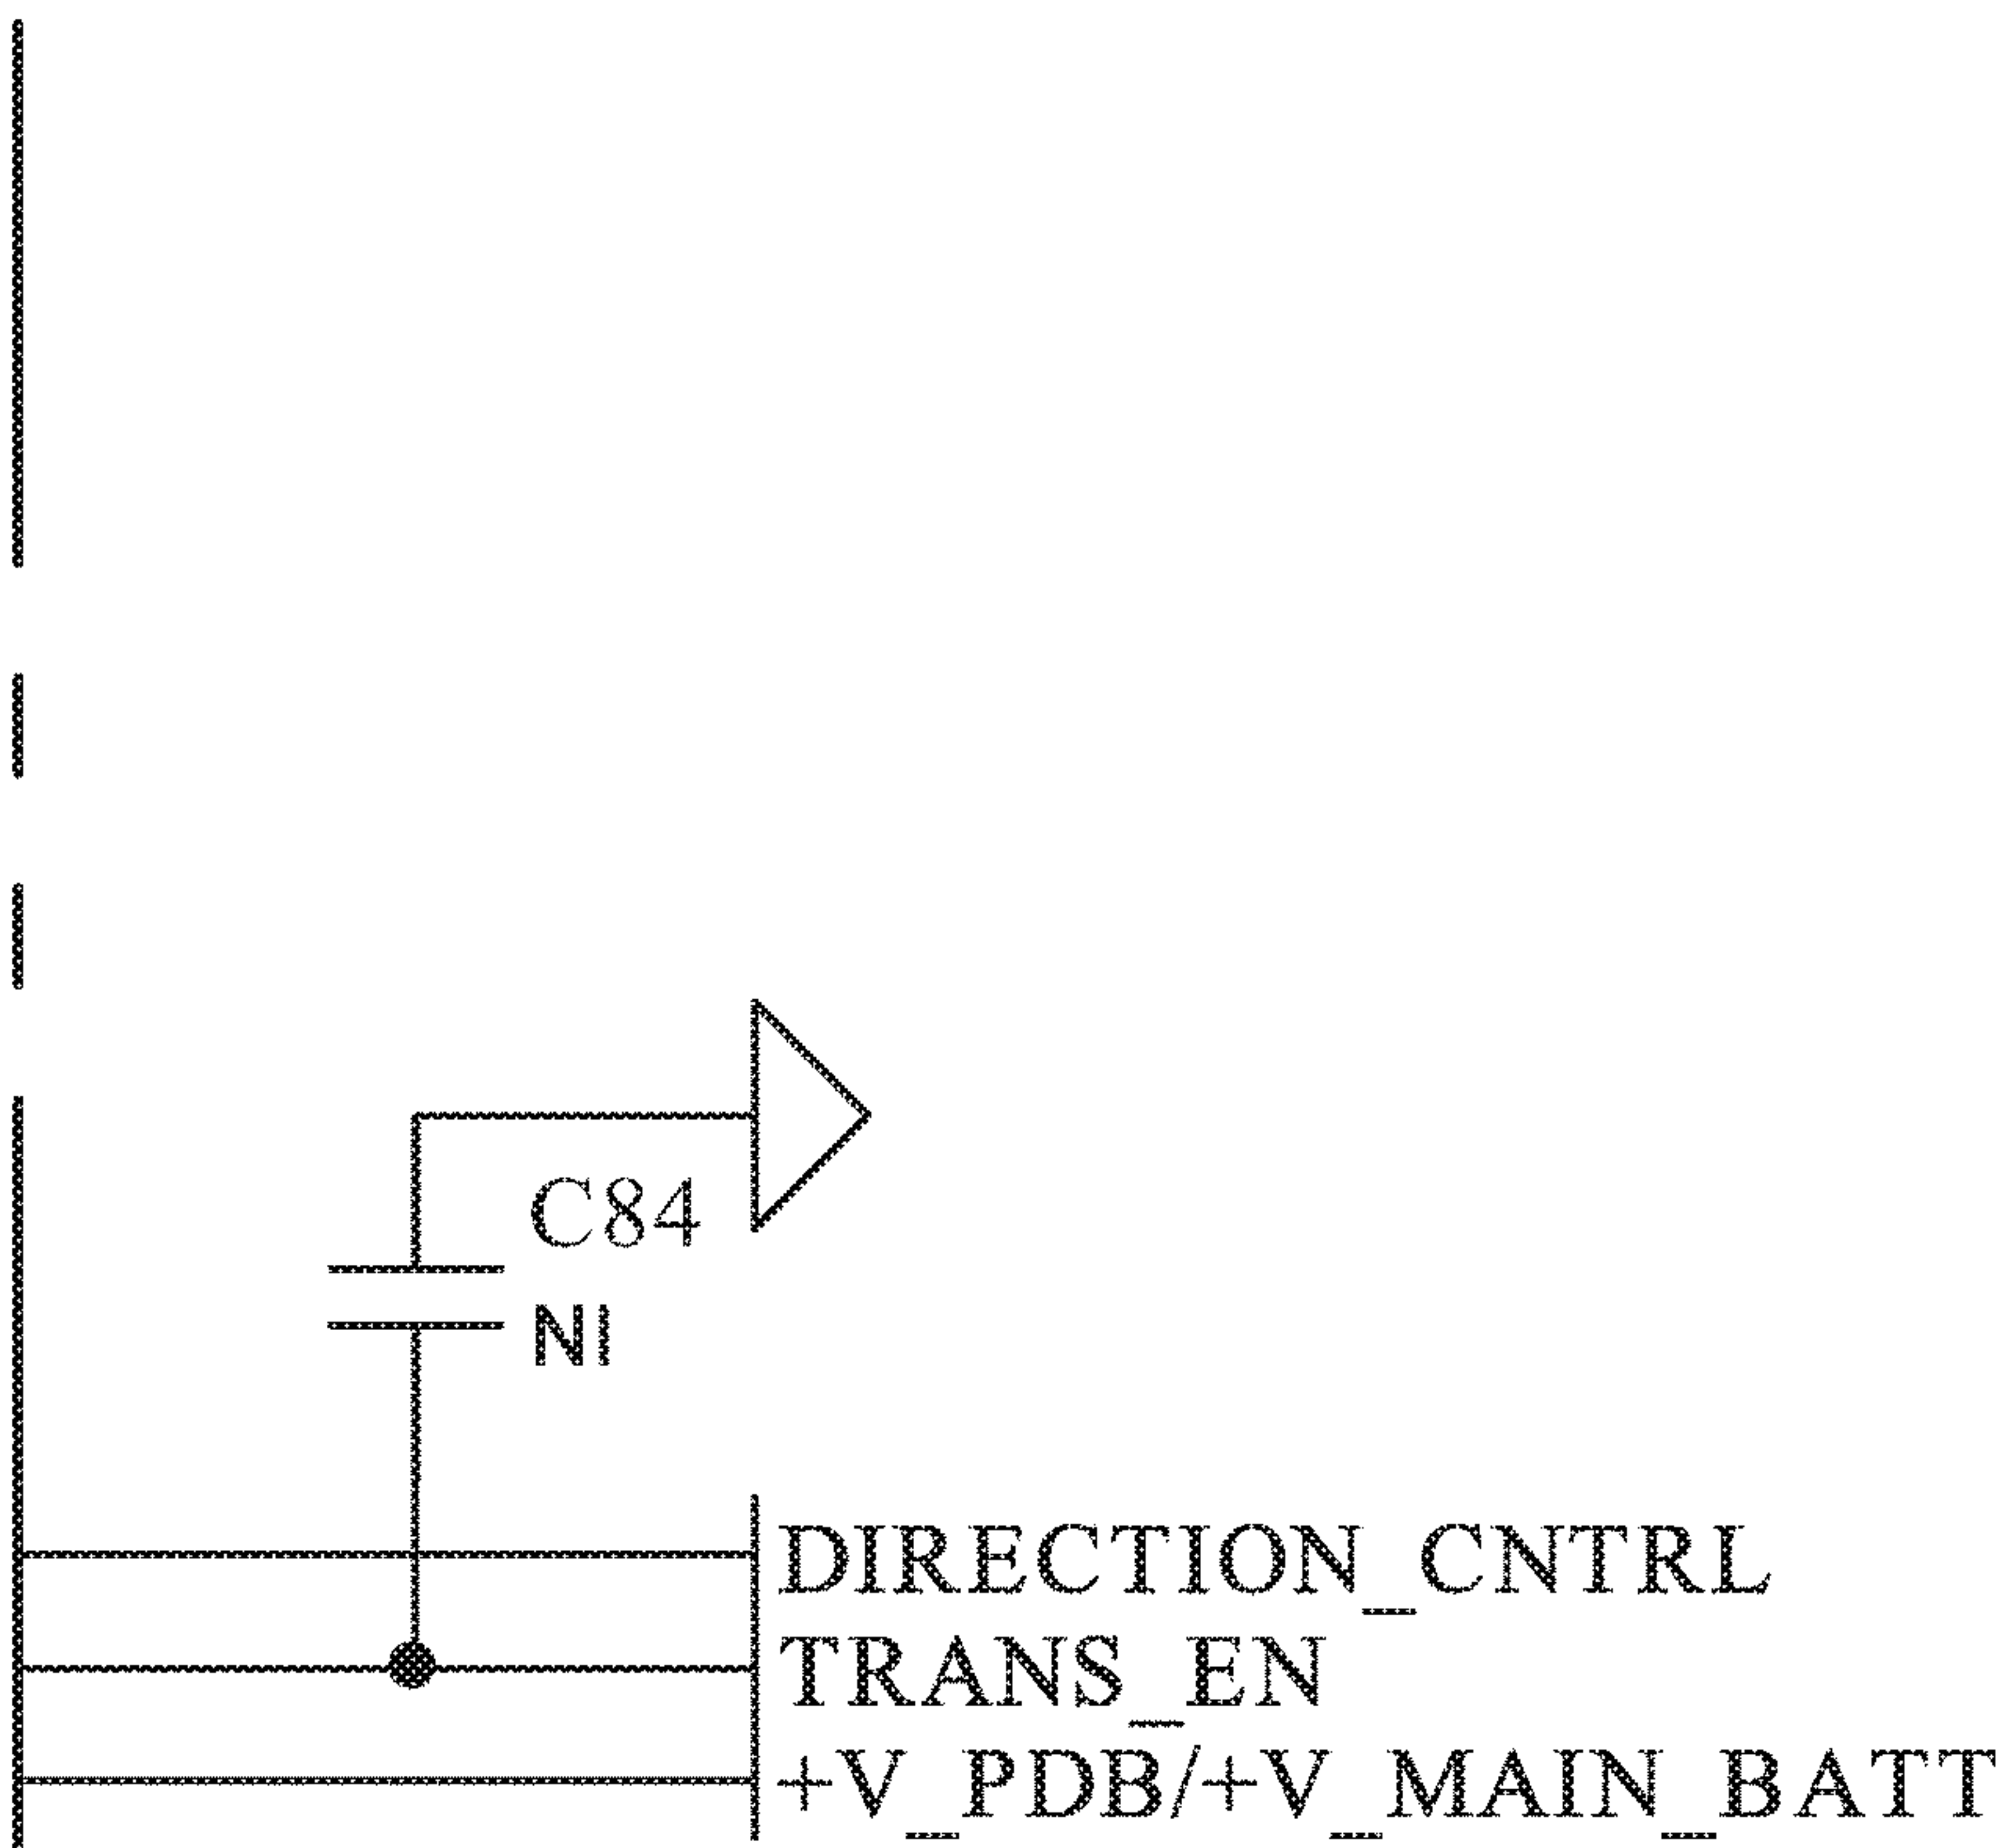 C84
NI
DIRECTION_CNTRL
TRANS_EN
+V_PDB/+V_MAIN_BATT